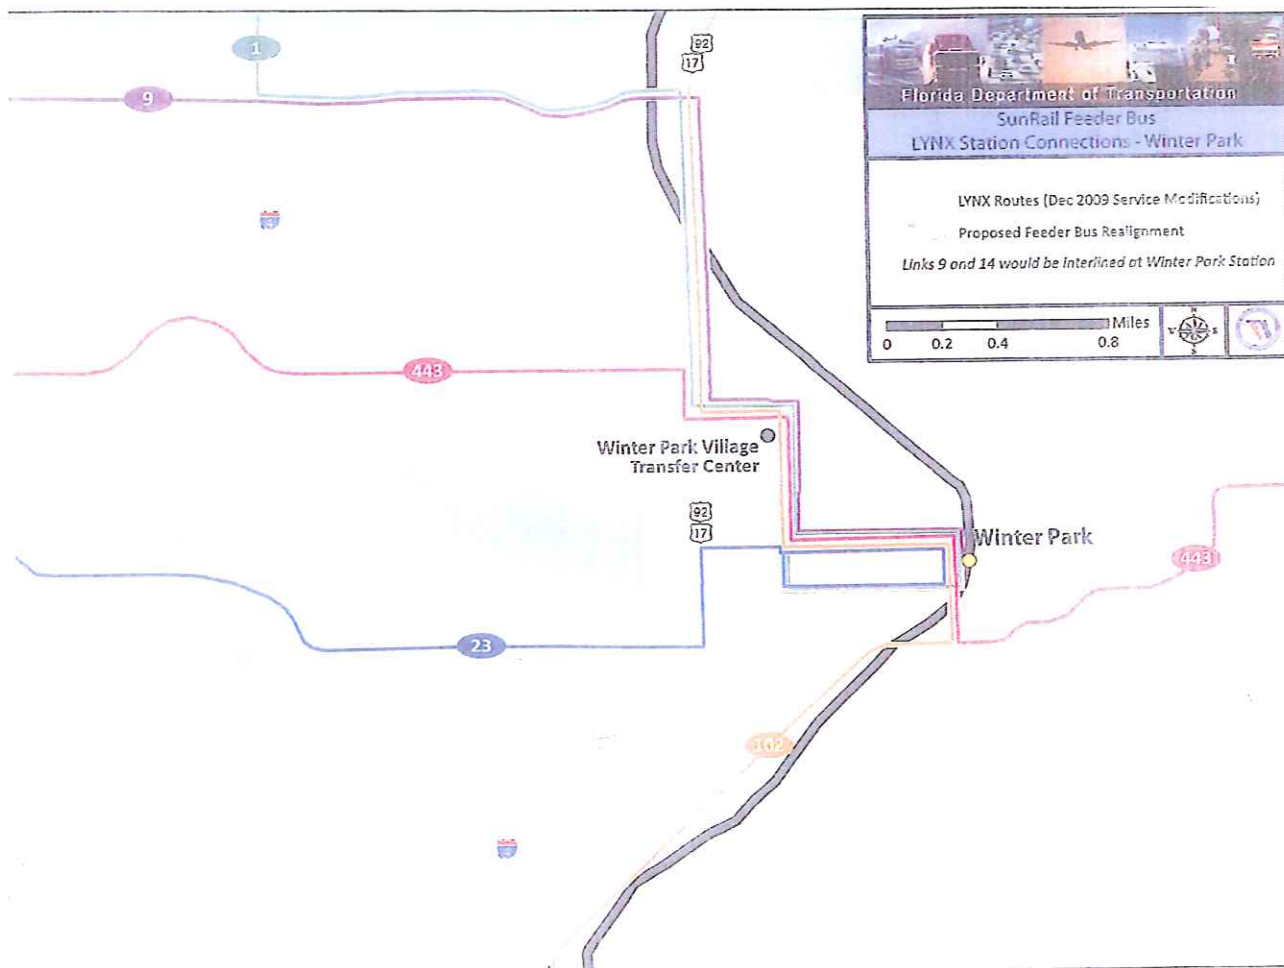 1
92
17
9
Florida Department of Transportation
SunRail Feeder Bus
LYNX Station Connections - Winter Park
LYNX Routes (Dec 2009 Service Modifications)
Proposed Feeder Bus Realignment
Links 9 and 14 would be interlined at Winter Park Station
Miles
0 0.2 0.4 0.8
N
S
443
Winter Park Village
Transfer Center
92
17
Winter Park
443
23
102